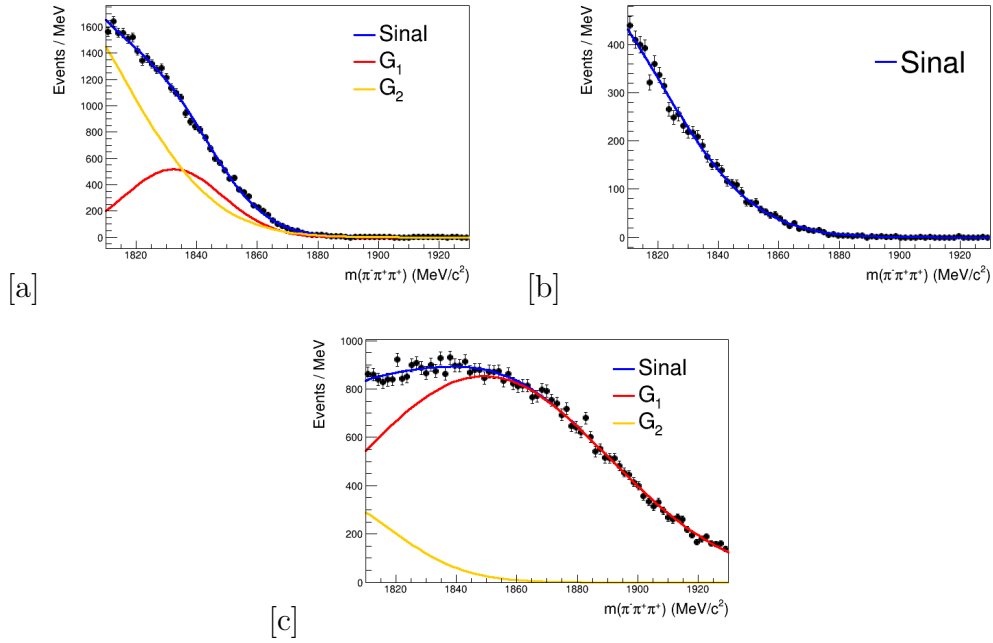 Events / MeV
1600
1400
1200
1000
800
600
400
200
0
Sinal
G₁
G₂
1820 1840 1860 1880 1900 1920
m(π⁻π⁺π⁺) (MeV/c²)
[a]
Events / MeV
400
300
200
100
0
Sinal
1820 1840 1860 1880 1900 1920
m(π⁻π⁺π⁺) (MeV/c²)
[b]
Events / MeV
1000
800
600
400
200
0
Sinal
G₁
G₂
1820 1840 1860 1880 1900 1920
m(π⁻π⁺π⁺) (MeV/c²)
[c]